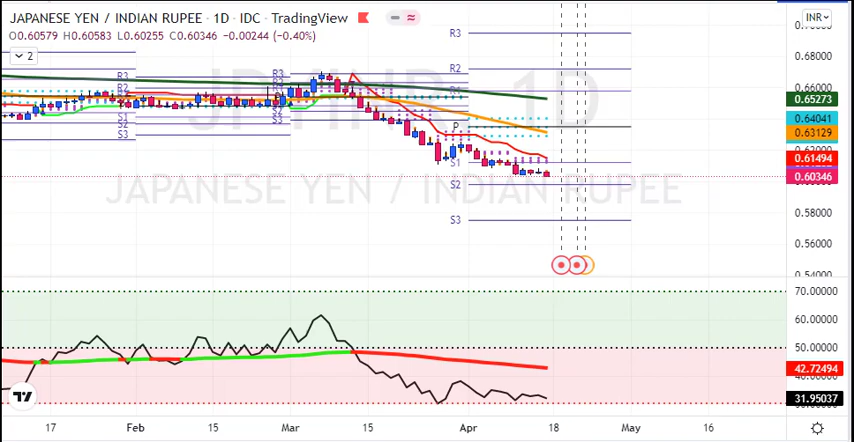 JAPANESE YEN / INDIAN RUPEE · 1D · IDC · TradingView
INR
O0.60579 H0.60583 L0.60255 C0.60346 −0.00244 (−0.40%)
2
R3
0.68000
R2
R3 R3 R3
R2 R2
0.66000
R1
0.65273
0.64041
P
0.63129
S1 S1
S2 S2
S3 S3 S3
JPYINR, 1D
0.62000
0.61494
S1
0.60346
JAPANESE YEN / INDIAN RUPEE
S2
S3
0.58000
0.56000
0.54000
70.00000
50.00000
42.72494
40.00000
31.95037
30.00000
17 Feb 15 Mar 15 Apr 18 May 16